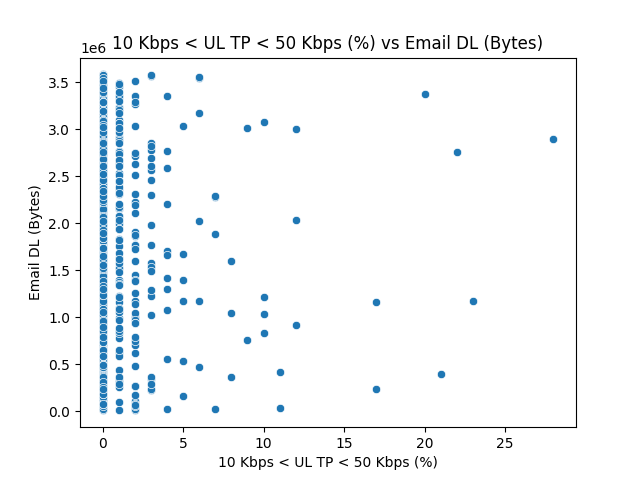 10 Kbps < UL TP < 50 Kbps (%) vs Email DL (Bytes)
1e6
3.5
3.0
2.5
2.0
1.5
1.0
0.5
0.0
Email DL (Bytes)
0 5 10 15 20 25
10 Kbps < UL TP < 50 Kbps (%)